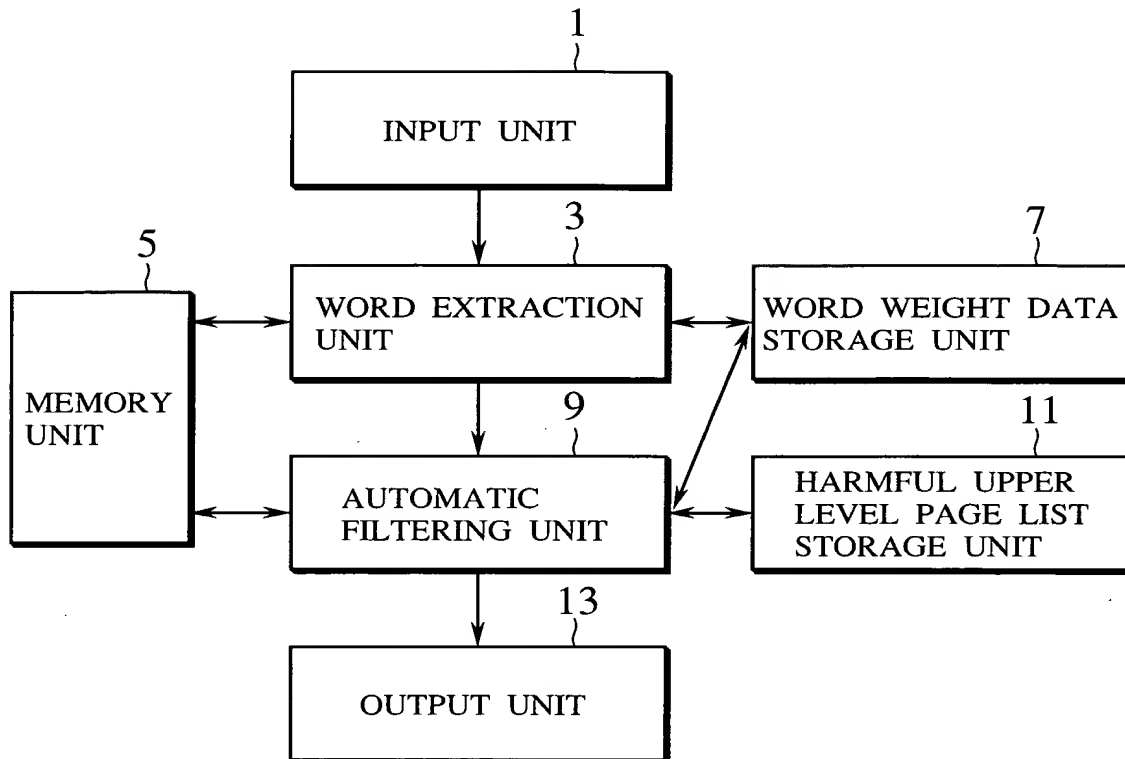 1
INPUT UNIT
3
WORD EXTRACTION
UNIT
5
MEMORY
UNIT
7
WORD WEIGHT DATA
STORAGE UNIT
9
AUTOMATIC
FILTERING UNIT
11
HARMFUL UPPER
LEVEL PAGE LIST
STORAGE UNIT
13
OUTPUT UNIT